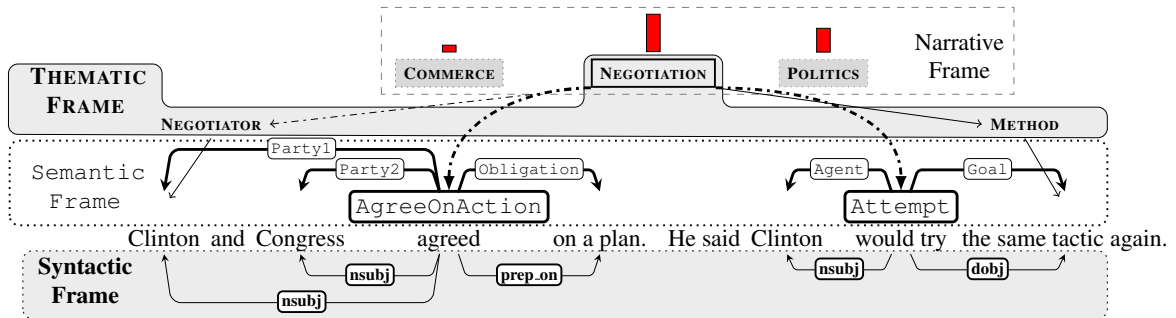 Narrative
Frame
COMMERCE NEGOTIATION POLITICS
THEMATIC
FRAME
NEGOTIATOR METHOD
Party1
Semantic
Frame
Party2 Obligation Agent Goal
AgreeOnAction Attempt
Clinton and Congress agreed on a plan. He said Clinton would try the same tactic again.
Syntactic
Frame
nsubj prep_on nsubj dobj
nsubj